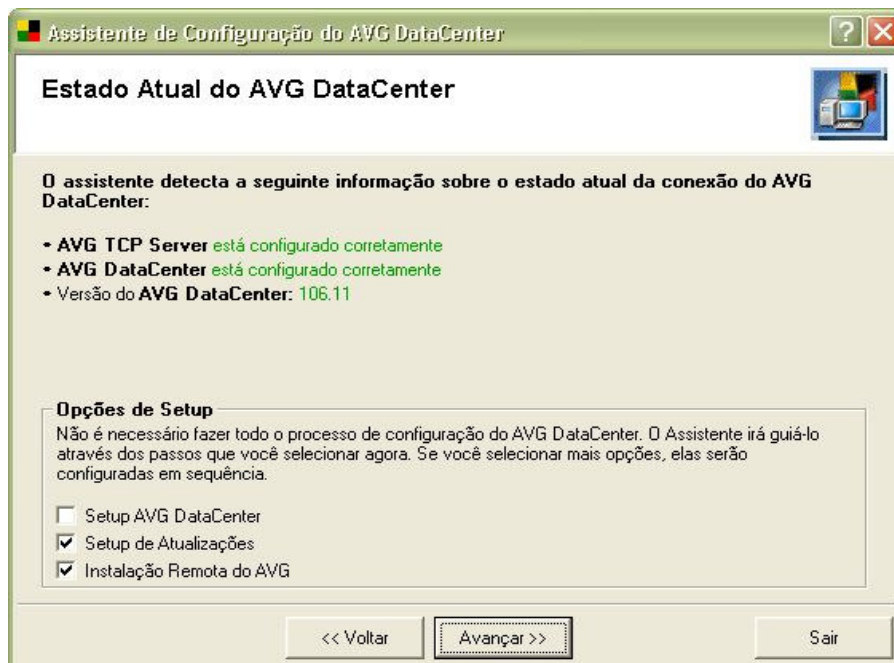 Assistente de Configuração do AVG DataCenter
Estado Atual do AVG DataCenter
O assistente detecta a seguinte informação sobre o estado atual da conexão do AVG
DataCenter:
• AVG TCP Server está configurado corretamente
• AVG DataCenter está configurado corretamente
• Versão do AVG DataCenter: 106.11
Opções de Setup
Não é necessário fazer todo o processo de configuração do AVG DataCenter. O Assistente irá guiá-lo
através dos passos que você selecionar agora. Se você selecionar mais opções, elas serão
configuradas em sequência.
Setup AVG DataCenter
Setup de Atualizações
Instalação Remota do AVG
<< Voltar
Avançar >>
Sair